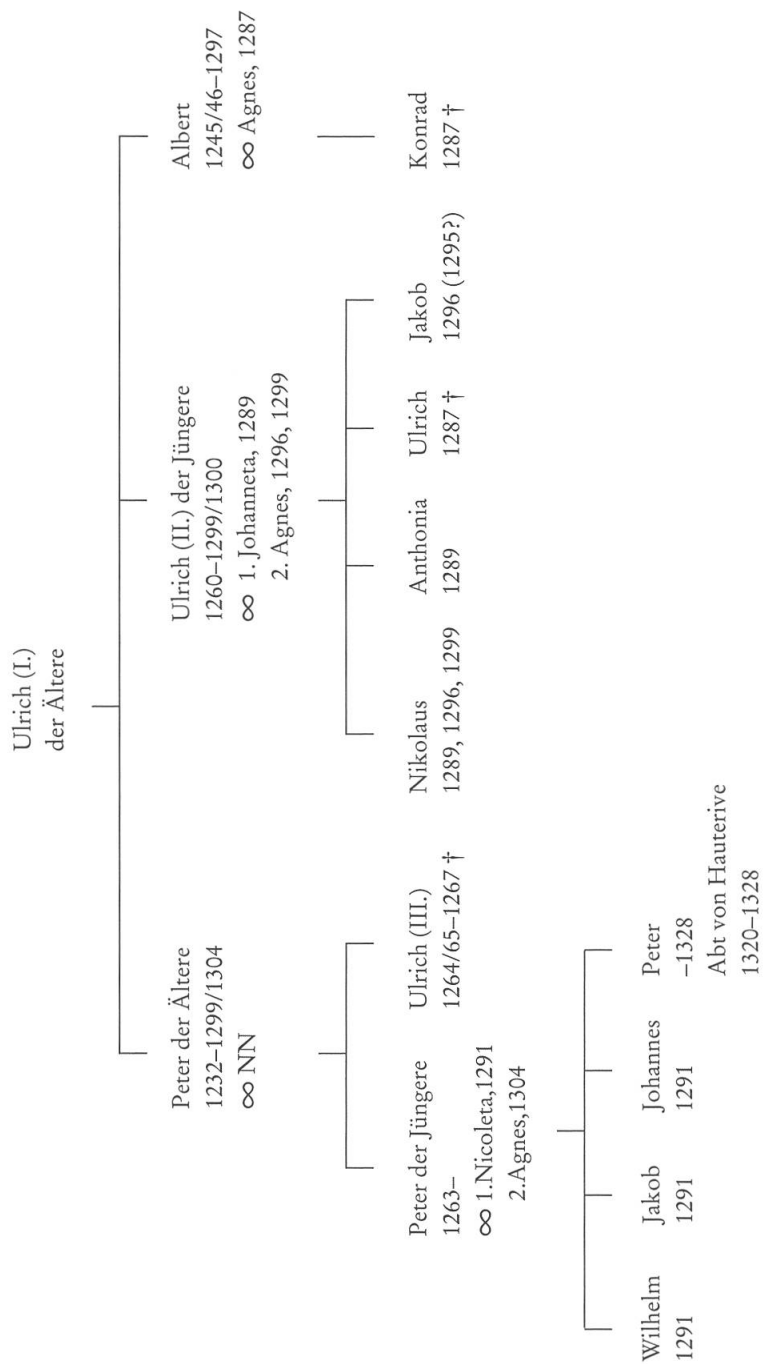 Ulrich (I.)
der Ältere
Peter der Ältere
1232–1299/1304
∞ NN
Ulrich (II.) der Jüngere
1260–1299/1300
∞ 1. Johanneta, 1289
2. Agnes, 1296, 1299
Albert
1245/46–1297
∞ Agnes, 1287
Peter der Jüngere
1263–
∞ 1.Nicoleta,1291
2.Agnes,1304
Ulrich (III.)
1264/65–1267 †
Nikolaus
1289, 1296, 1299
Anthonia
1289
Ulrich
1287 †
Jakob
1296 (1295?)
Konrad
1287 †
Wilhelm
1291
Jakob
1291
Johannes
1291
Peter
–1328
Abt von Hauterive
1320–1328